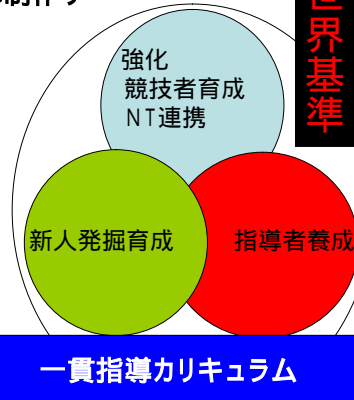 世界基準
強化
競技者育成
NT連携
新人発掘育成
指導者養成
一貫指導カリキュラム